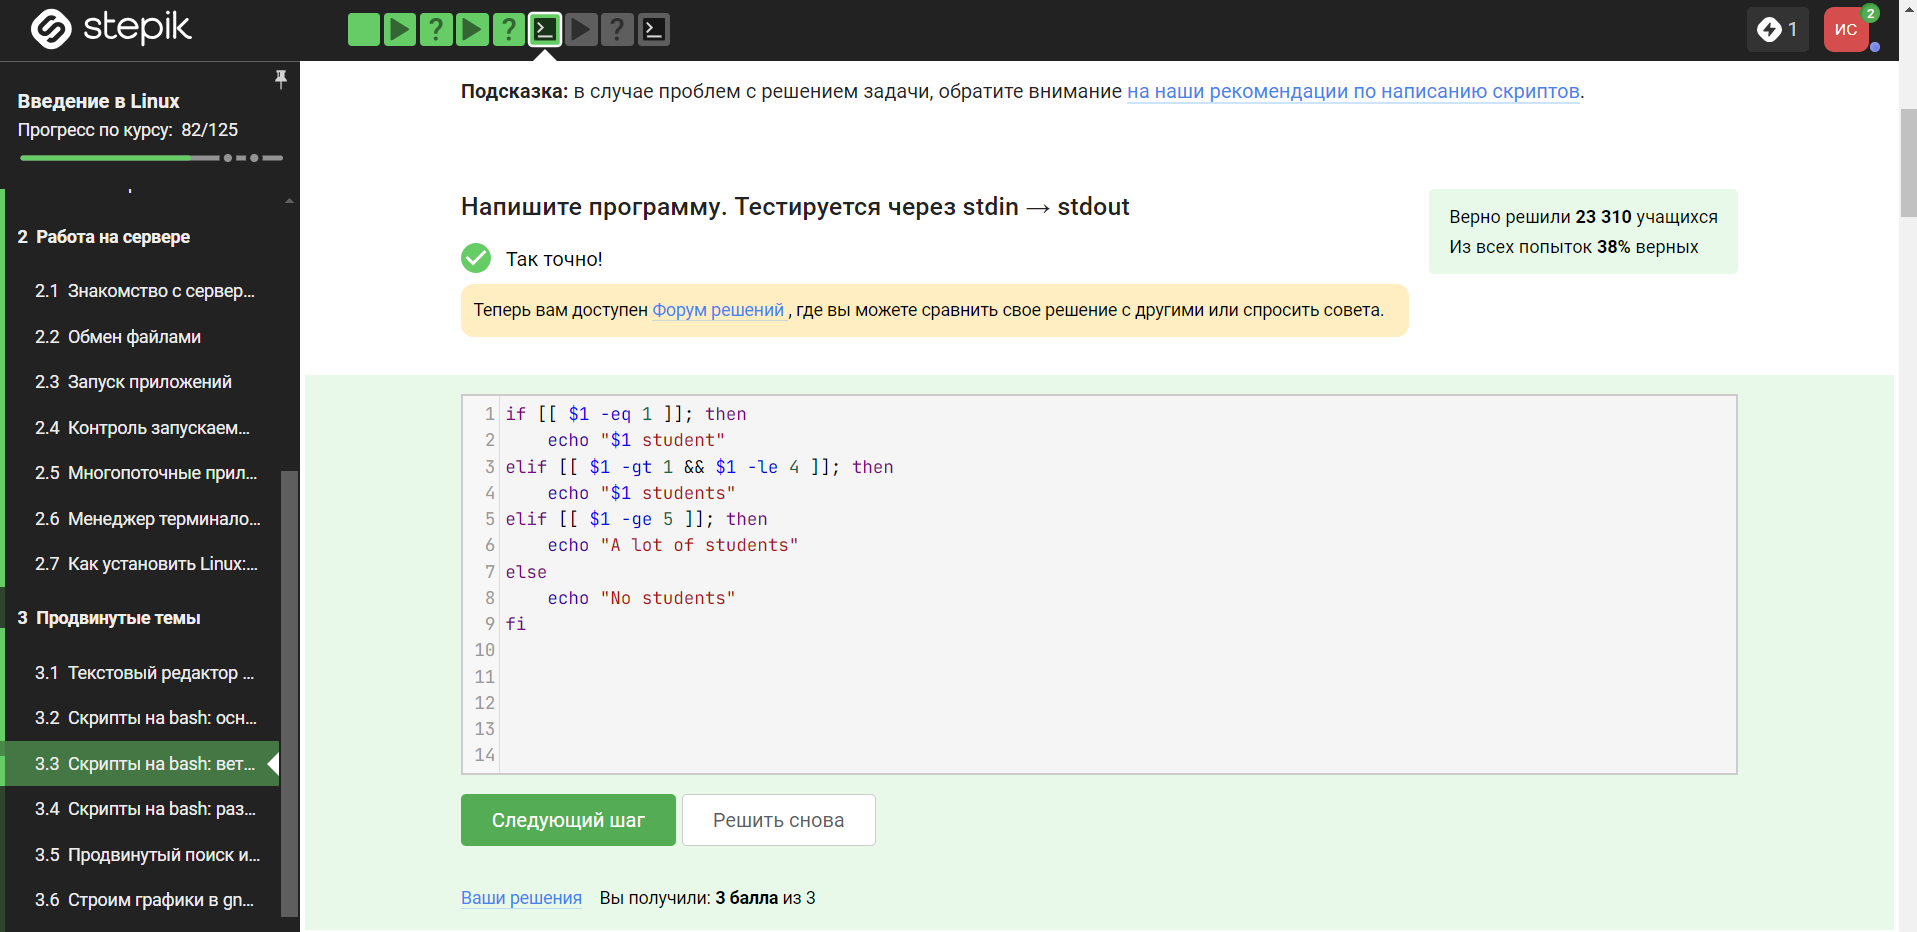 stepik
1
ИС
2
Введение в Linux
Прогресс по курсу: 82/125
2 Работа на сервере
2.1 Знакомство с сервер...
2.2 Обмен файлами
2.3 Запуск приложений
2.4 Контроль запускаем...
2.5 Многопоточные прил...
2.6 Менеджер терминало...
2.7 Как установить Linux:...
3 Продвинутые темы
3.1 Текстовый редактор ...
3.2 Скрипты на bash: осн...
3.3 Скрипты на bash: вет...
3.4 Скрипты на bash: раз...
3.5 Продвинутый поиск и...
3.6 Строим графики в gn...
Подсказка: в случае проблем с решением задачи, обратите внимание на наши рекомендации по написанию скриптов.
Напишите программу. Тестируется через stdin → stdout
Верно решили 23 310 учащихся
Из всех попыток 38% верных
Так точно!
Теперь вам доступен Форум решений , где вы можете сравнить свое решение с другими или спросить совета.
1 if [[ $1 -eq 1 ]]; then
2     echo "$1 student"
3 elif [[ $1 -gt 1 && $1 -le 4 ]]; then
4     echo "$1 students"
5 elif [[ $1 -ge 5 ]]; then
6     echo "A lot of students"
7 else
8     echo "No students"
9 fi
10
11
12
13
14
Следующий шаг
Решить снова
Ваши решения Вы получили: 3 балла из 3